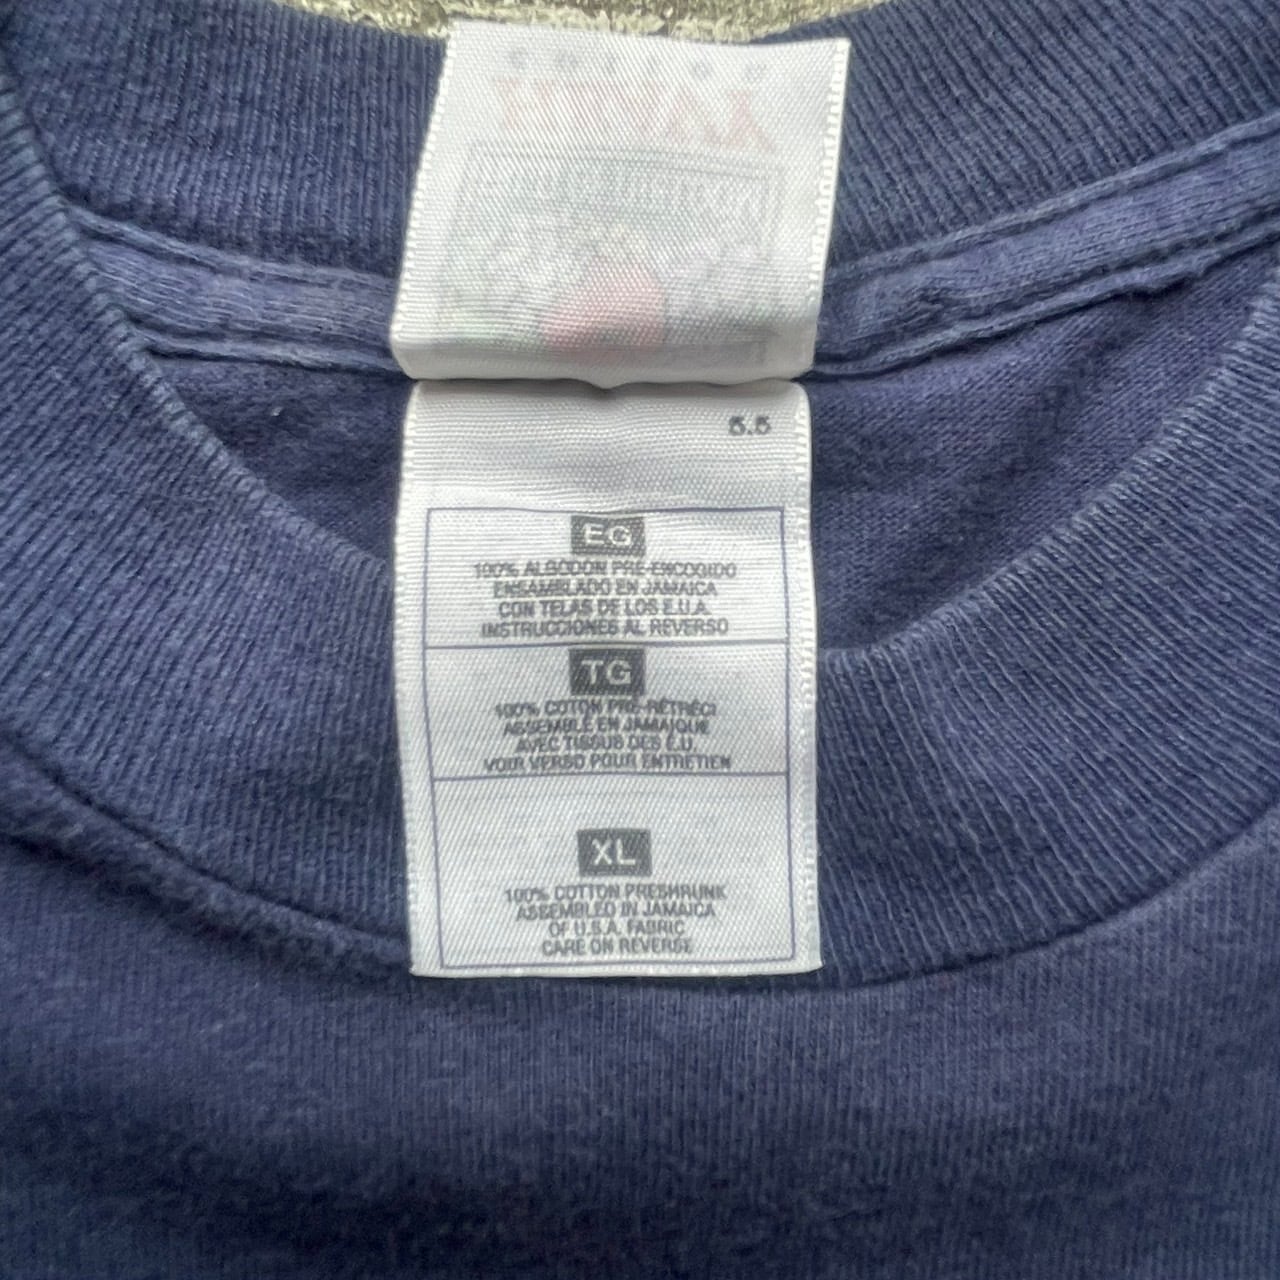 5.5
EG
100% ALGODÓN PRE-ENCOGIDO
ENSAMBLADO EN JAMAICA
CON TELAS DE LOS E.U.A.
INSTRUCCIONES AL REVERSO
TG
100% COTON PRÉ-RÉTRÉCI
ASSEMBLÉ EN JAMAÏQUE
AVEC TISSUS DES É.U.
VOIR VERSO POUR ENTRETIEN
XL
100% COTTON PRESHRUNK
ASSEMBLED IN JAMAICA
OF U.S.A. FABRIC
CARE ON REVERSE